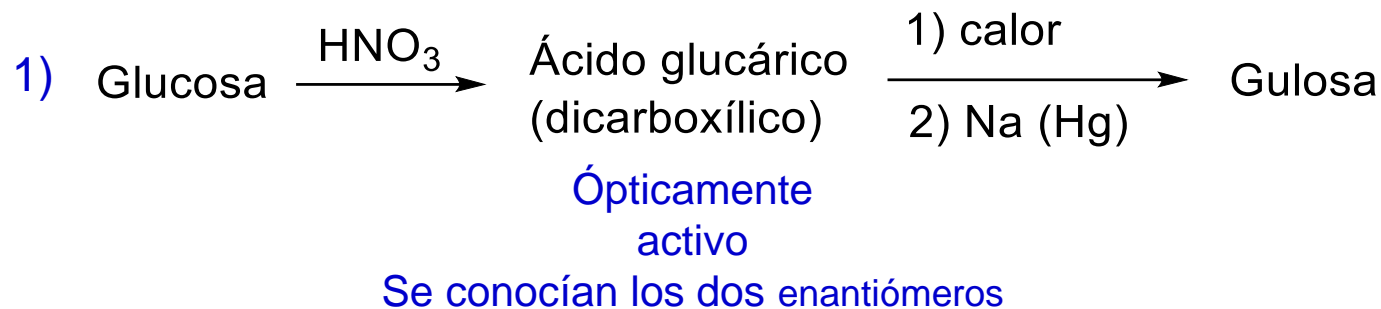 1) Glucosa HNO3 Ácido glucárico 1) calor Gulosa
(dicarboxílico) 2) Na (Hg)
Ópticamente
activo
Se conocían los dos enantiómeros